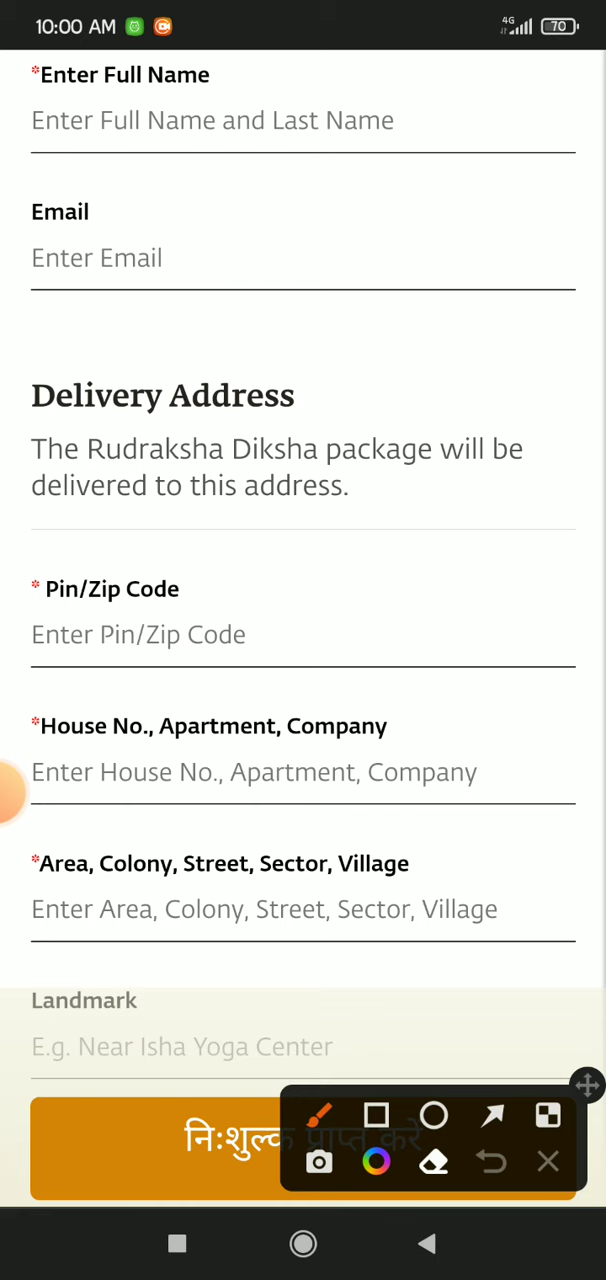 10:00 AM
4G
70
*Enter Full Name
Enter Full Name and Last Name
Email
Enter Email
Delivery Address
The Rudraksha Diksha package will be
delivered to this address.
* Pin/Zip Code
Enter Pin/Zip Code
*House No., Apartment, Company
Enter House No., Apartment, Company
*Area, Colony, Street, Sector, Village
Enter Area, Colony, Street, Sector, Village
Landmark
E.g. Near Isha Yoga Center
नि:शुल्क प्राप्त करें